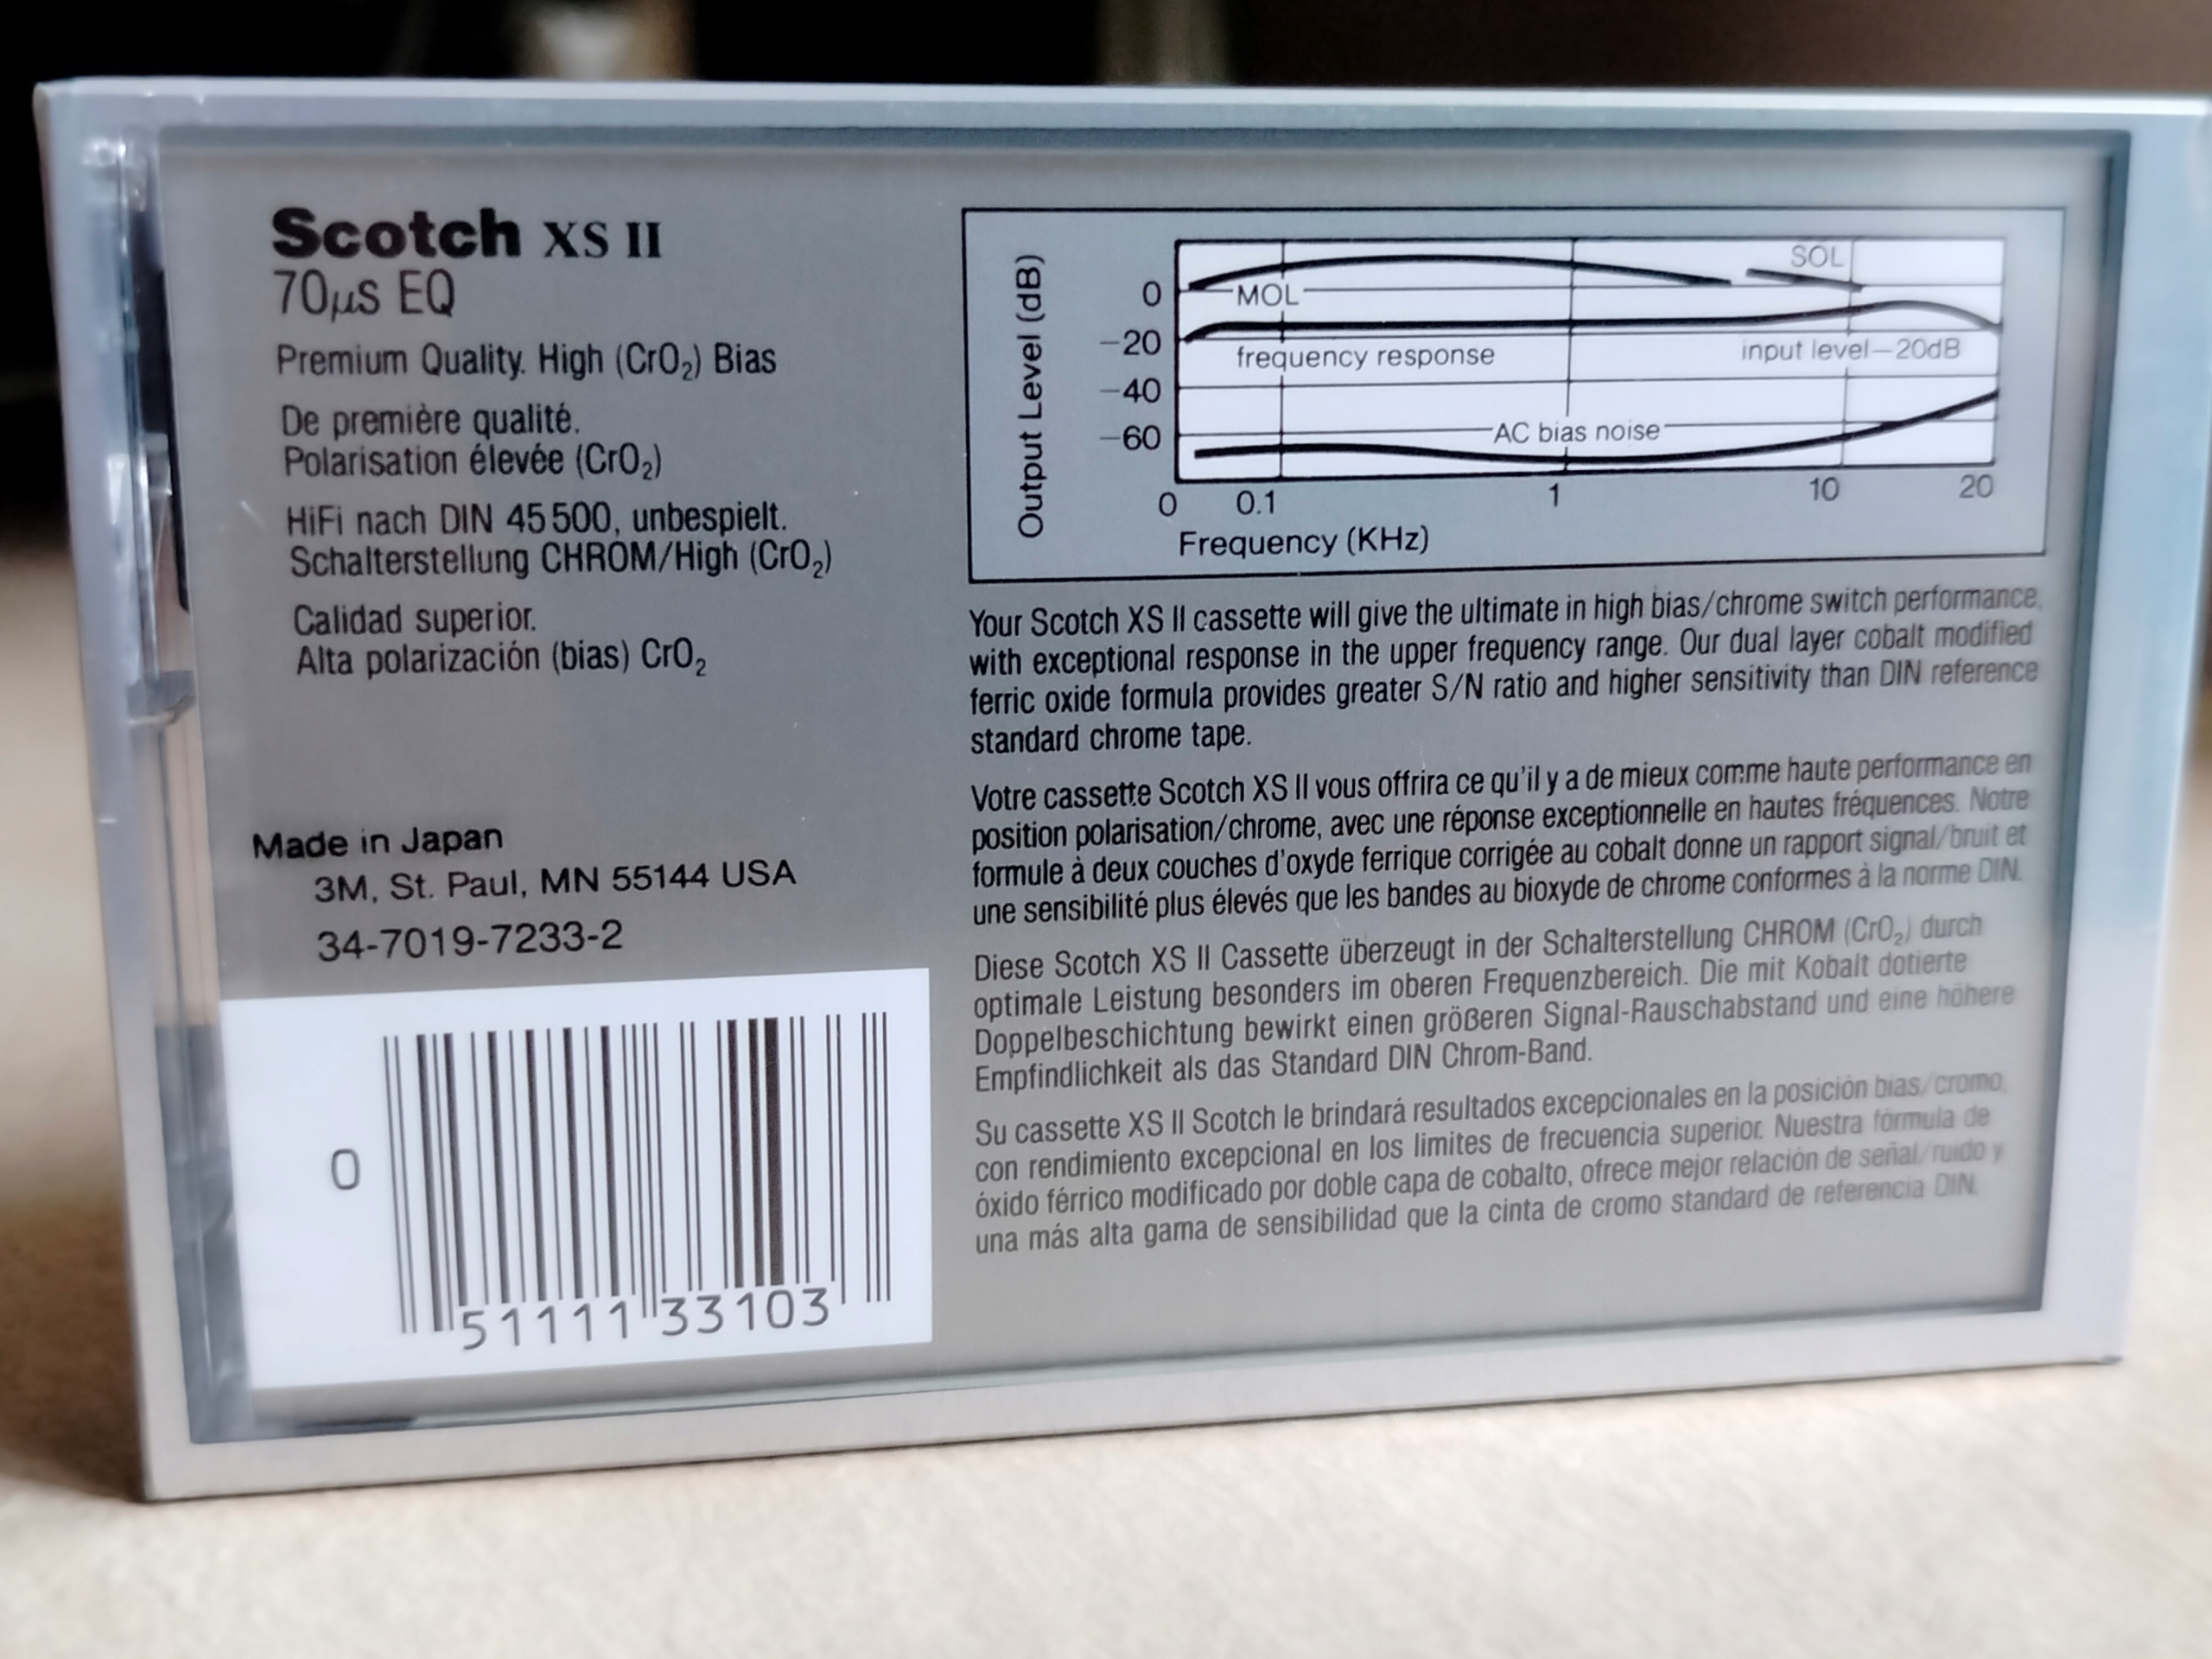 Scotch XS II
70µs EQ
Premium Quality. High (CrO₂) Bias
De première qualité.
Polarisation élevée (CrO₂)
HiFi nach DIN 45 500, unbespielt.
Schalterstellung CHROM/High (CrO₂)
Calidad superior.
Alta polarización (bias) CrO₂
Made in Japan
3M, St. Paul, MN 55144 USA
34-7019-7233-2
0
51111 33103
Output Level (dB)
0
-20
-40
-60
SOL
MOL
frequency response
input level-20dB
AC bias noise
0 0.1 1 10 20
Frequency (KHz)
Your Scotch XS II cassette will give the ultimate in high bias/chrome switch performance,
with exceptional response in the upper frequency range. Our dual layer cobalt modified
ferric oxide formula provides greater S/N ratio and higher sensitivity than DIN reference
standard chrome tape.
Votre cassette Scotch XS II vous offrira ce qu'il y a de mieux comme haute performance en
position polarisation/chrome, avec une réponse exceptionnelle en hautes fréquences. Notre
formule à deux couches d'oxyde ferrique corrigée au cobalt donne un rapport signal/bruit et
une sensibilité plus élevés que les bandes au bioxyde de chrome conformes à la norme DIN.
Diese Scotch XS II Cassette überzeugt in der Schalterstellung CHROM (CrO₂) durch
optimale Leistung besonders im oberen Frequenzbereich. Die mit Kobalt dotierte
Doppelbeschichtung bewirkt einen größeren Signal-Rauschabstand und eine höhere
Empfindlichkeit als das Standard DIN Chrom-Band.
Su cassette XS II Scotch le brindará resultados excepcionales en la posición bias/cromo,
con rendimiento excepcional en los limites de frecuencia superior. Nuestra fórmula de
óxido férrico modificado por doble capa de cobalto, ofrece mejor relación de señal/ruido y
una más alta gama de sensibilidad que la cinta de cromo standard de referencia DIN.